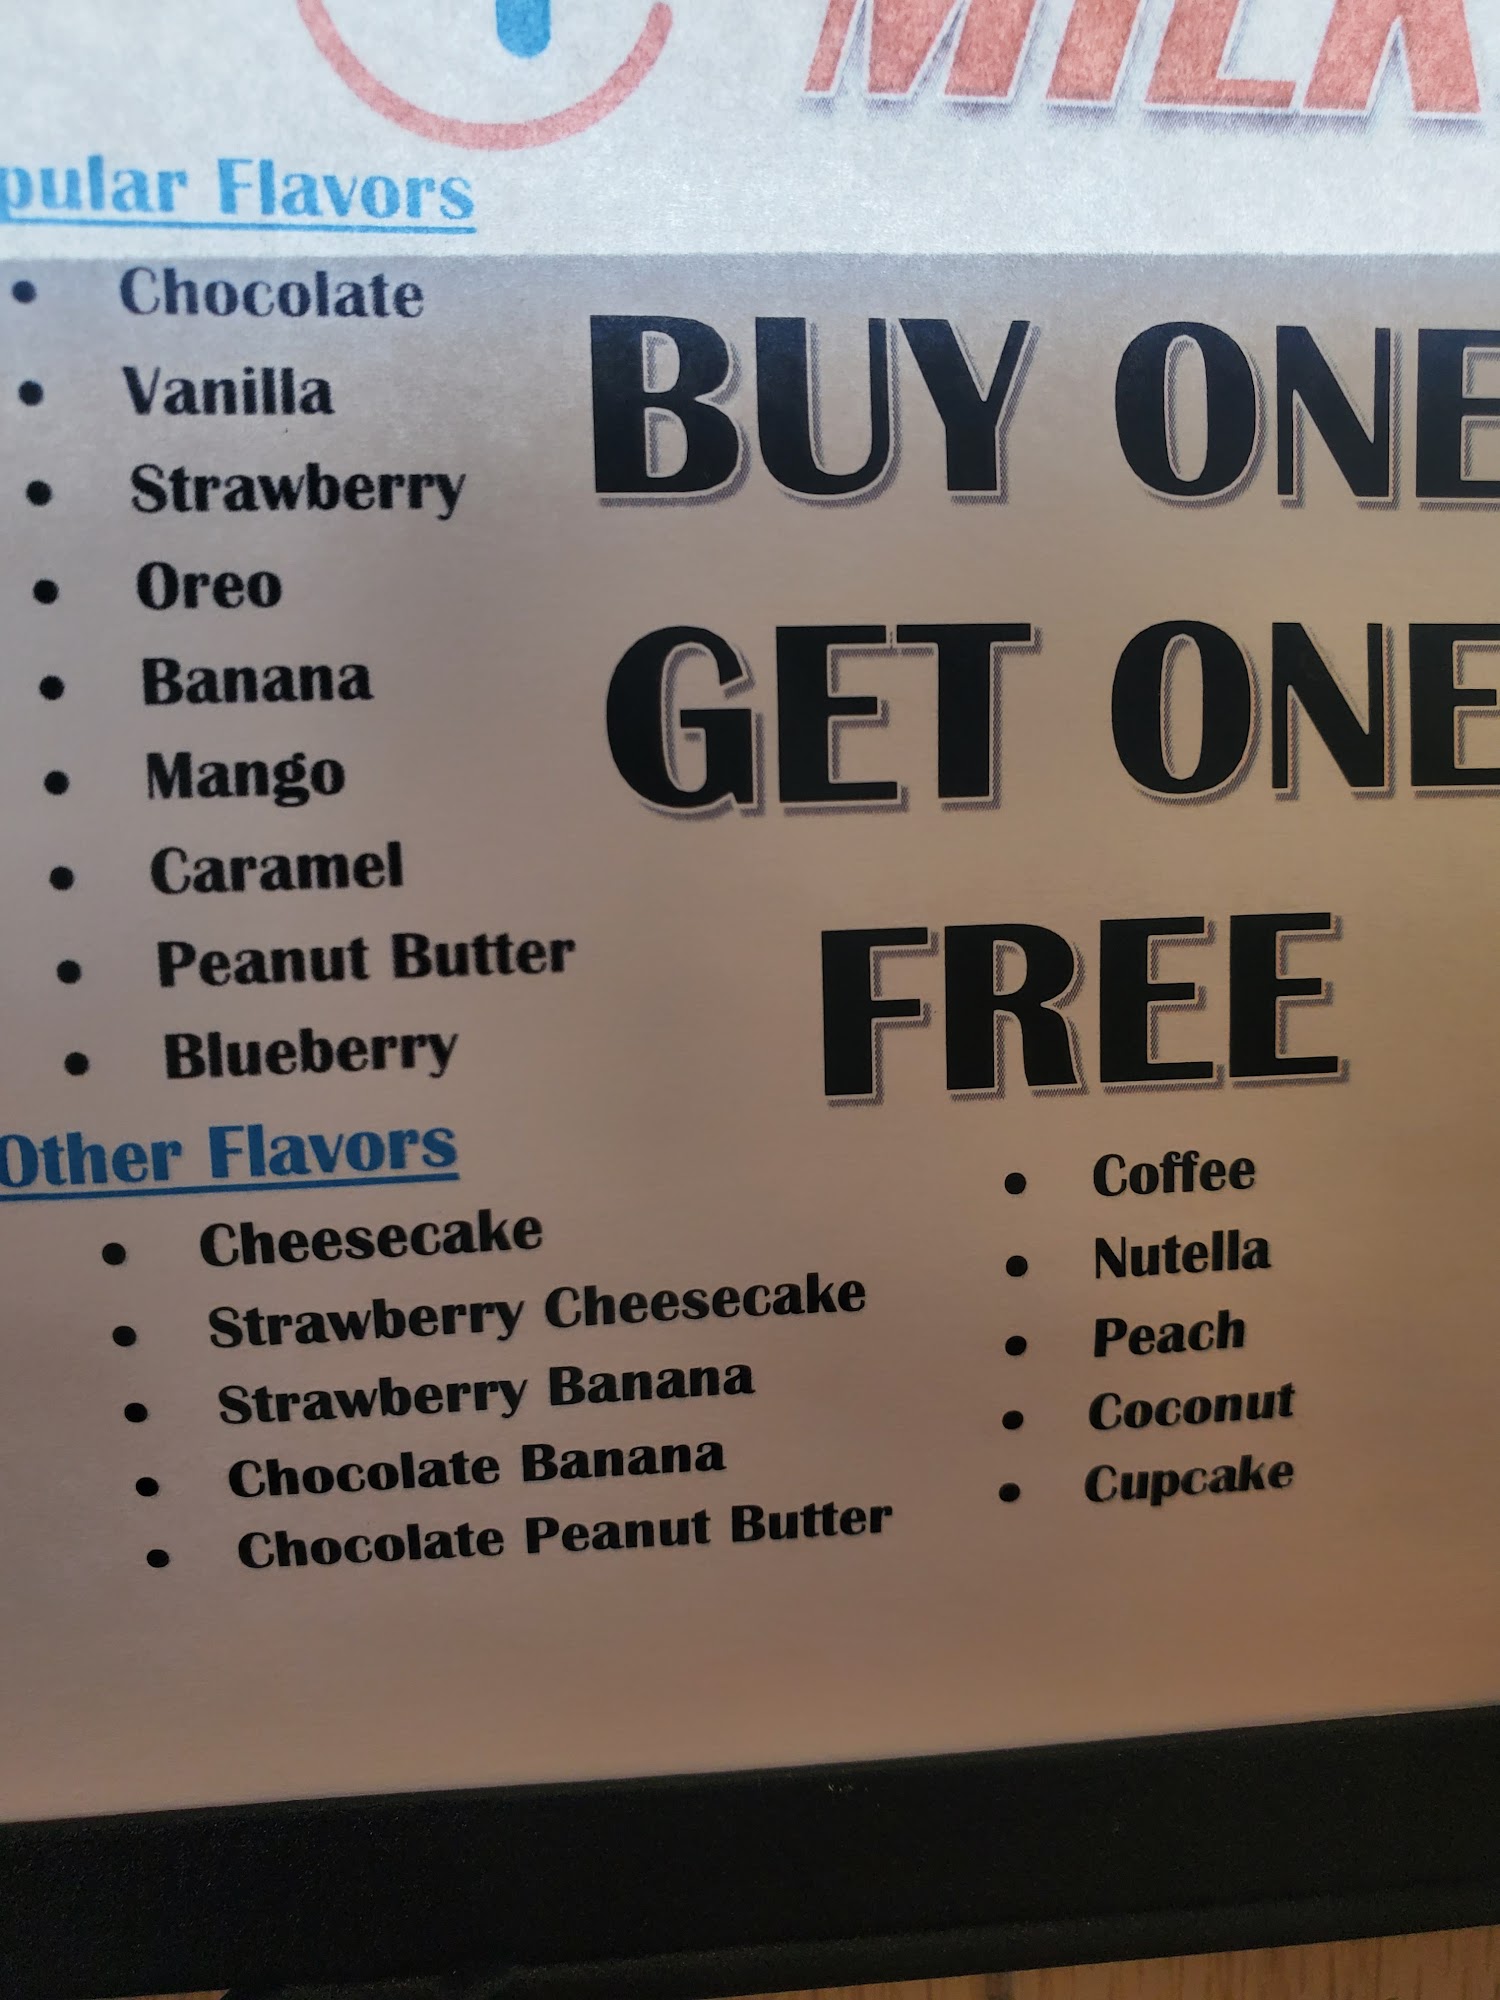 MILK
pular Flavors
• Chocolate
• Vanilla
• Strawberry
• Oreo
• Banana
• Mango
• Caramel
• Peanut Butter
• Blueberry
BUY ONE
GET ONE
FREE
Other Flavors
• Cheesecake
• Strawberry Cheesecake
• Strawberry Banana
• Chocolate Banana
• Chocolate Peanut Butter
• Coffee
• Nutella
• Peach
• Coconut
• Cupcake